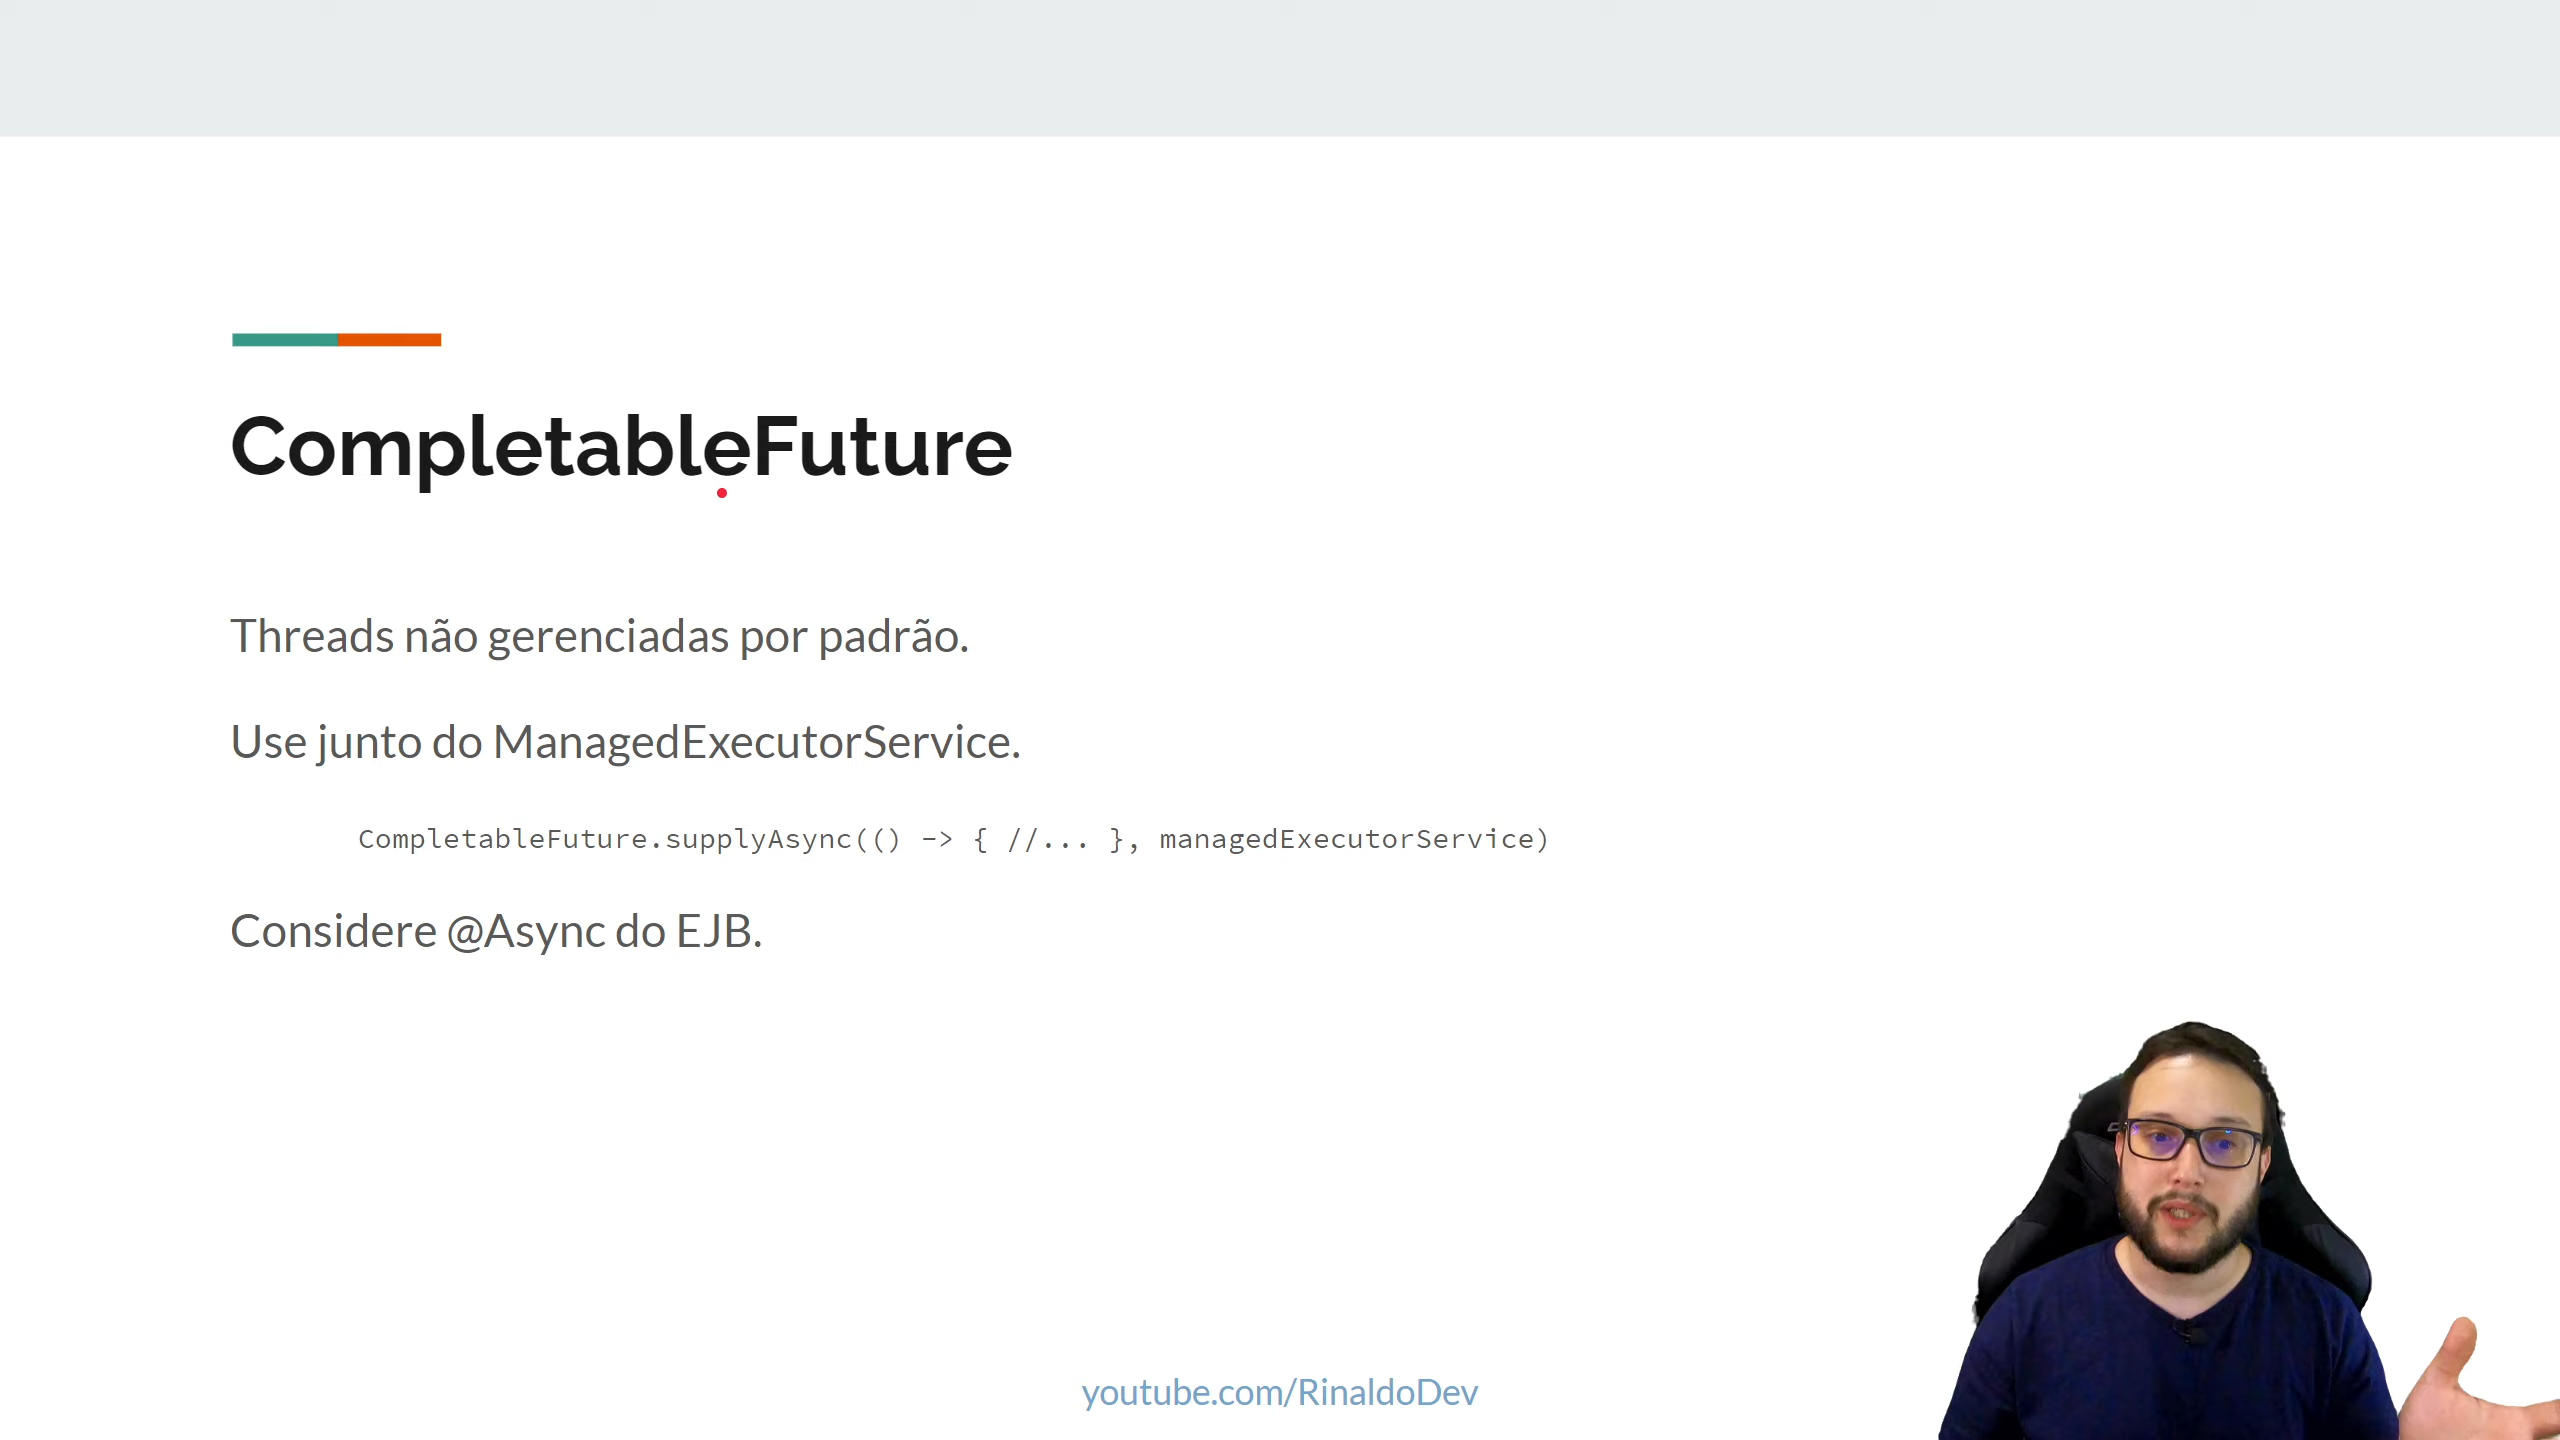 CompletableFuture
Threads não gerenciadas por padrão.
Use junto do ManagedExecutorService.
CompletableFuture.supplyAsync(() -> { //... }, managedExecutorService)
Considere @Async do EJB.
youtube.com/RinaldoDev